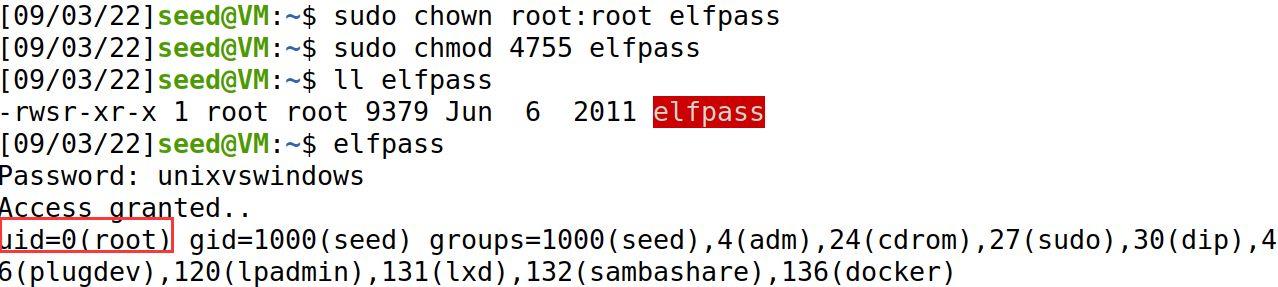 [09/03/22]seed@VM:~$ sudo chown root:root elfpass
[09/03/22]seed@VM:~$ sudo chmod 4755 elfpass
[09/03/22]seed@VM:~$ ll elfpass
-rwsr-xr-x 1 root root 9379 Jun  6  2011 elfpass
[09/03/22]seed@VM:~$ elfpass
Password: unixvswindows
Access granted..
uid=0(root) gid=1000(seed) groups=1000(seed),4(adm),24(cdrom),27(sudo),30(dip),4
6(plugdev),120(lpadmin),131(lxd),132(sambashare),136(docker)